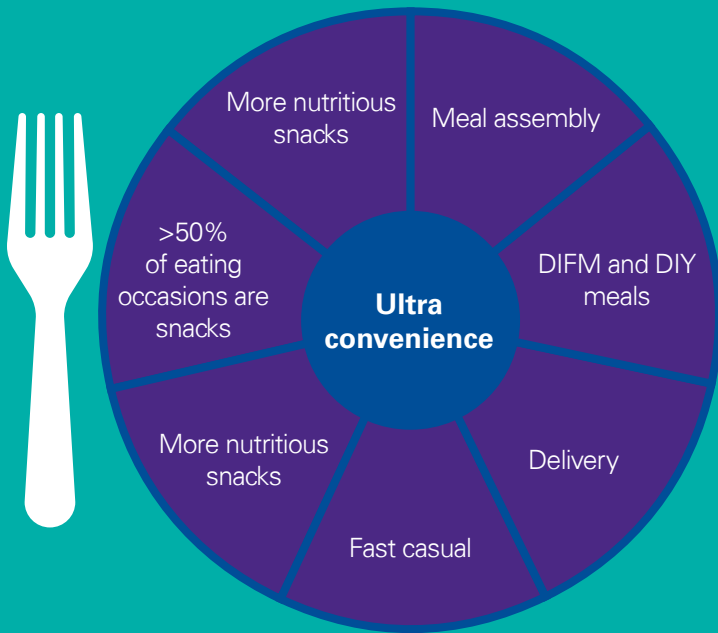 More nutritious
snacks
Meal assembly
>50%
of eating
occasions are
snacks
DIFM and DIY
meals
Ultra
convenience
More nutritious
snacks
Delivery
Fast casual